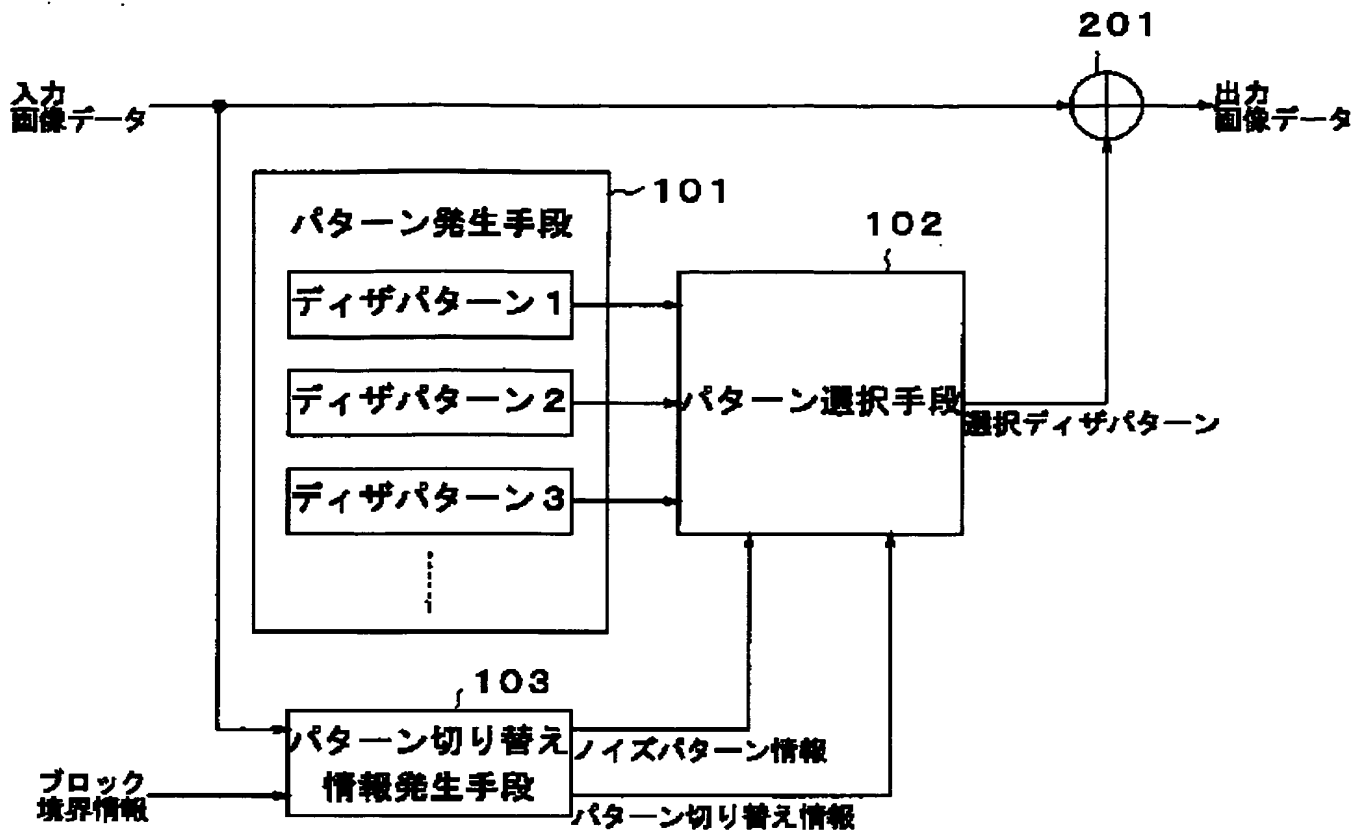 201
入力
画像データ
出力
画像データ
101
パターン発生手段
102
ディザパターン1
ディザパターン2
パターン選択手段
選択ディザパターン
ディザパターン3
103
パターン切り替え
情報発生手段
ノイズパターン情報
ブロック
境界情報
パターン切り替え情報